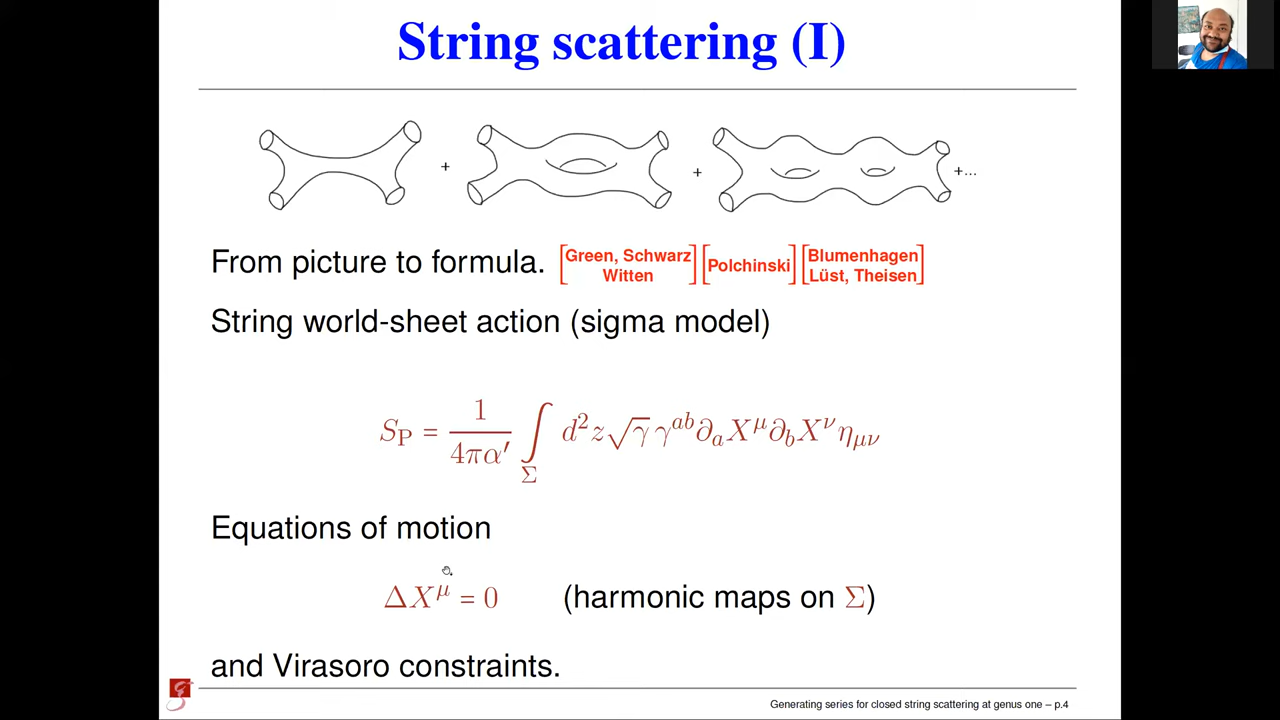 String scattering (I)
+ + +...
From picture to formula. [Green, Schwarz Witten] [Polchinski] [Blumenhagen Lüst, Theisen]
String world-sheet action (sigma model)
S_P = \frac{1}{4πα′} ∫_Σ d²z √γ γ^{ab} ∂_a X^μ ∂_b X^ν η_{μν}
Equations of motion
ΔX^μ = 0 (harmonic maps on Σ)
and Virasoro constraints.
Generating series for closed string scattering at genus one – p.4